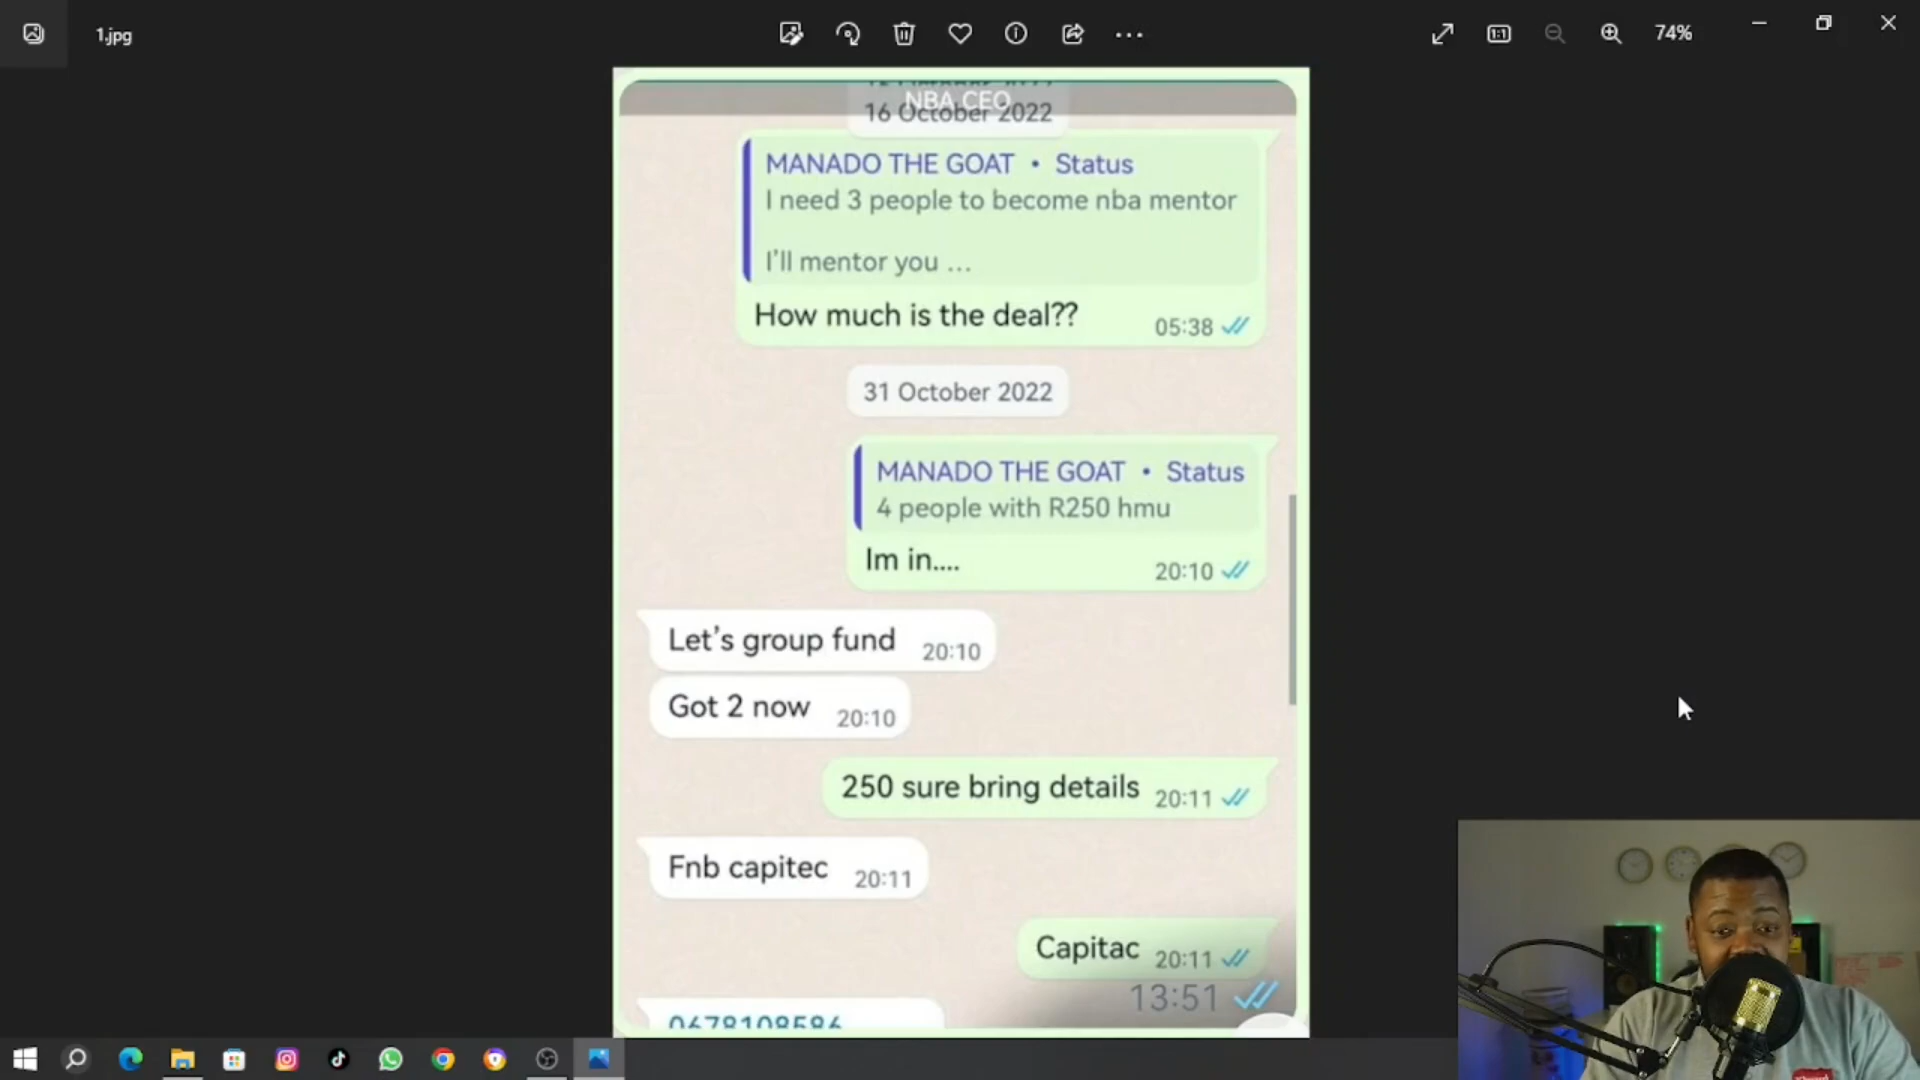 1.jpg
74%
NBA CEO
16 October 2022
MANADO THE GOAT • Status
I need 3 people to become nba mentor
I'll mentor you ...
How much is the deal??
05:38
31 October 2022
MANADO THE GOAT • Status
4 people with R250 hmu
Im in....
20:10
Let's group fund 20:10
Got 2 now 20:10
250 sure bring details 20:11
Fnb capitec 20:11
Capitac 20:11
13:51
0678108586